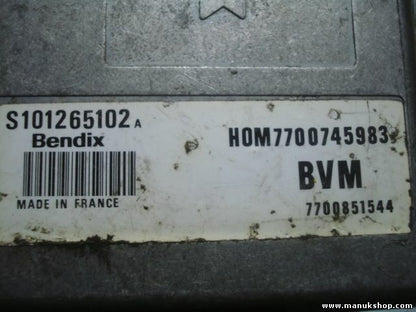 S101265102 A
Bendix
MADE IN FRANCE
HOM7700745983
BVM
7700851544
www.manukshop.com